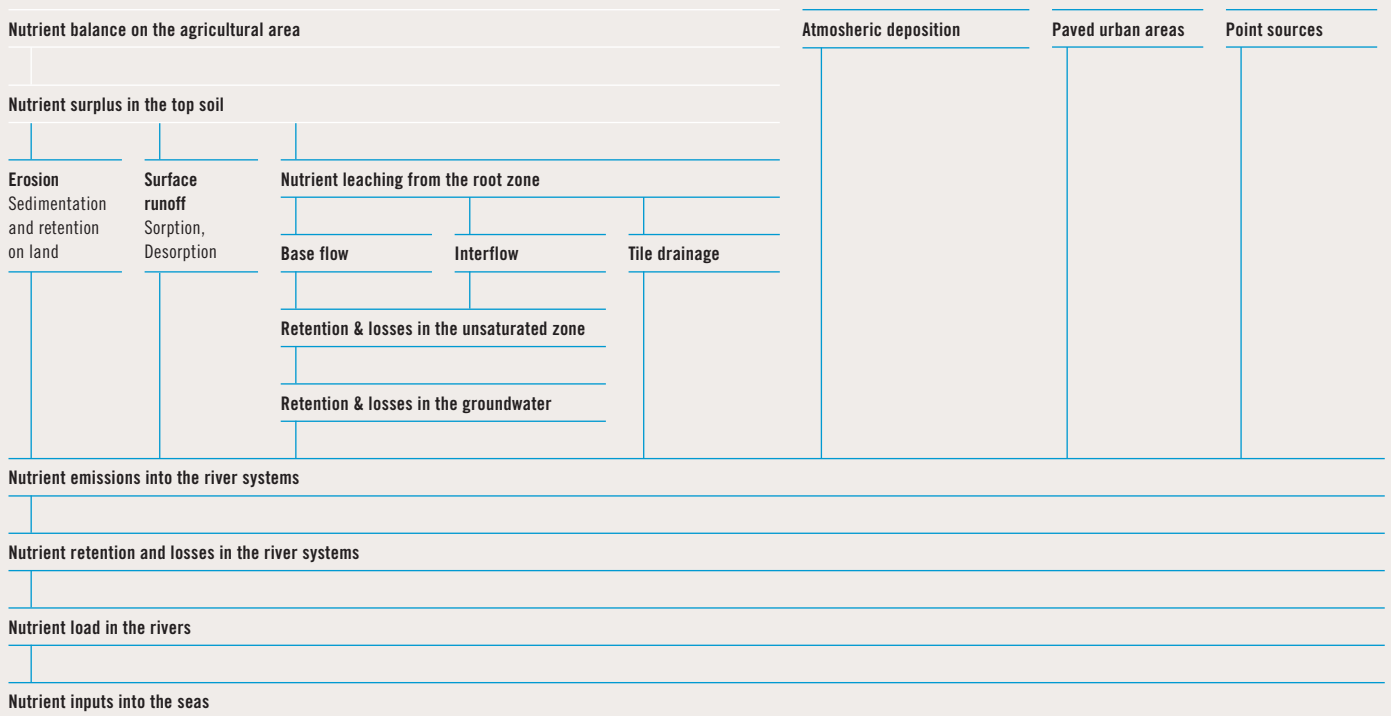 Nutrient balance on the agricultural area
Atmosheric deposition
Paved urban areas
Point sources
Nutrient surplus in the top soil
Erosion
Sedimentation
and retention
on land
Surface
runoff
Sorption,
Desorption
Nutrient leaching from the root zone
Base flow
Interflow
Tile drainage
Retention & losses in the unsaturated zone
Retention & losses in the groundwater
Nutrient emissions into the river systems
Nutrient retention and losses in the river systems
Nutrient load in the rivers
Nutrient inputs into the seas